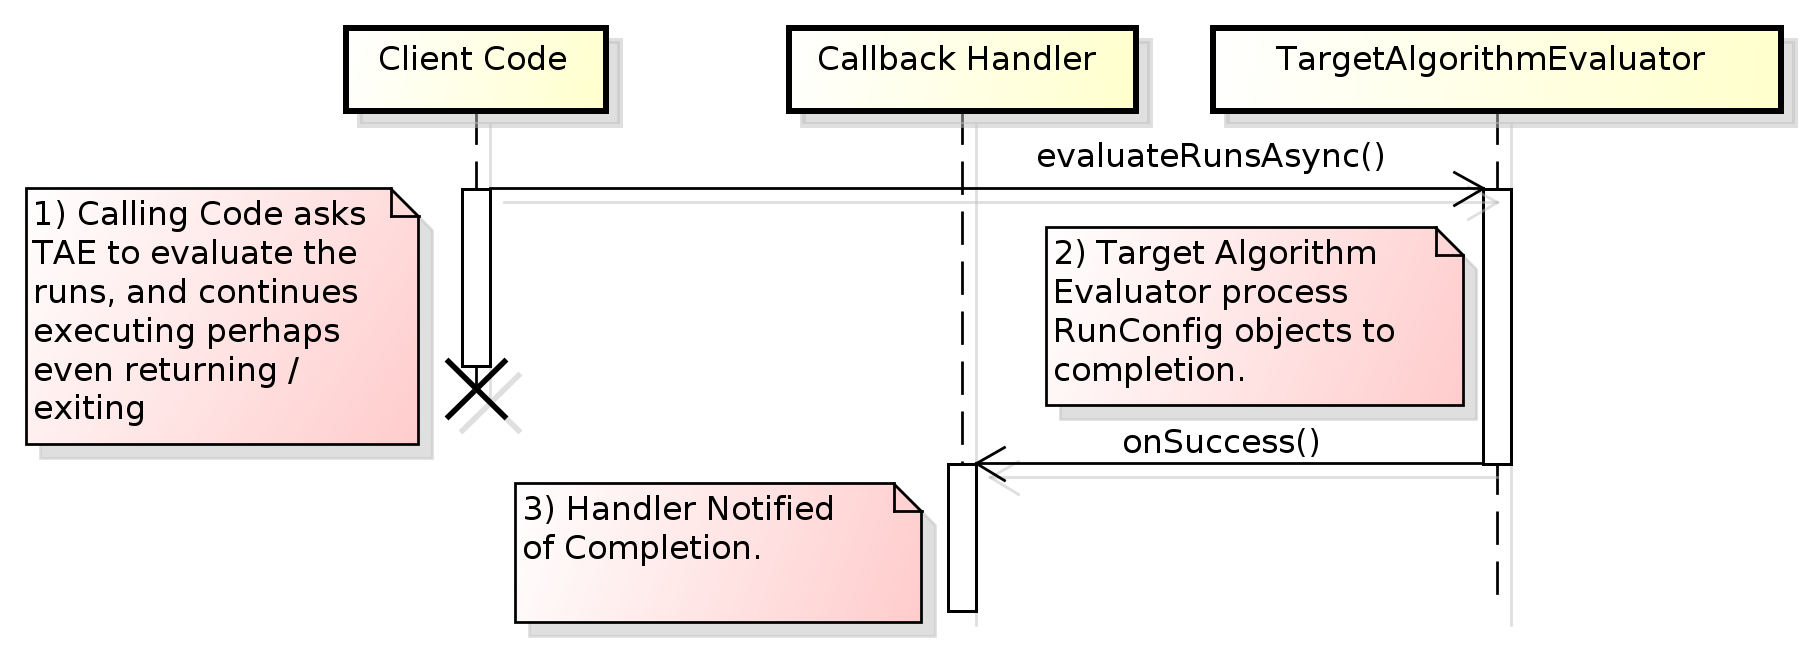 Client Code
Callback Handler
TargetAlgorithmEvaluator
evaluateRunsAsync()
1) Calling Code asks
TAE to evaluate the
runs, and continues
executing perhaps
even returning /
exiting
2) Target Algorithm
Evaluator process
RunConfig objects to
completion.
onSuccess()
3) Handler Notified
of Completion.